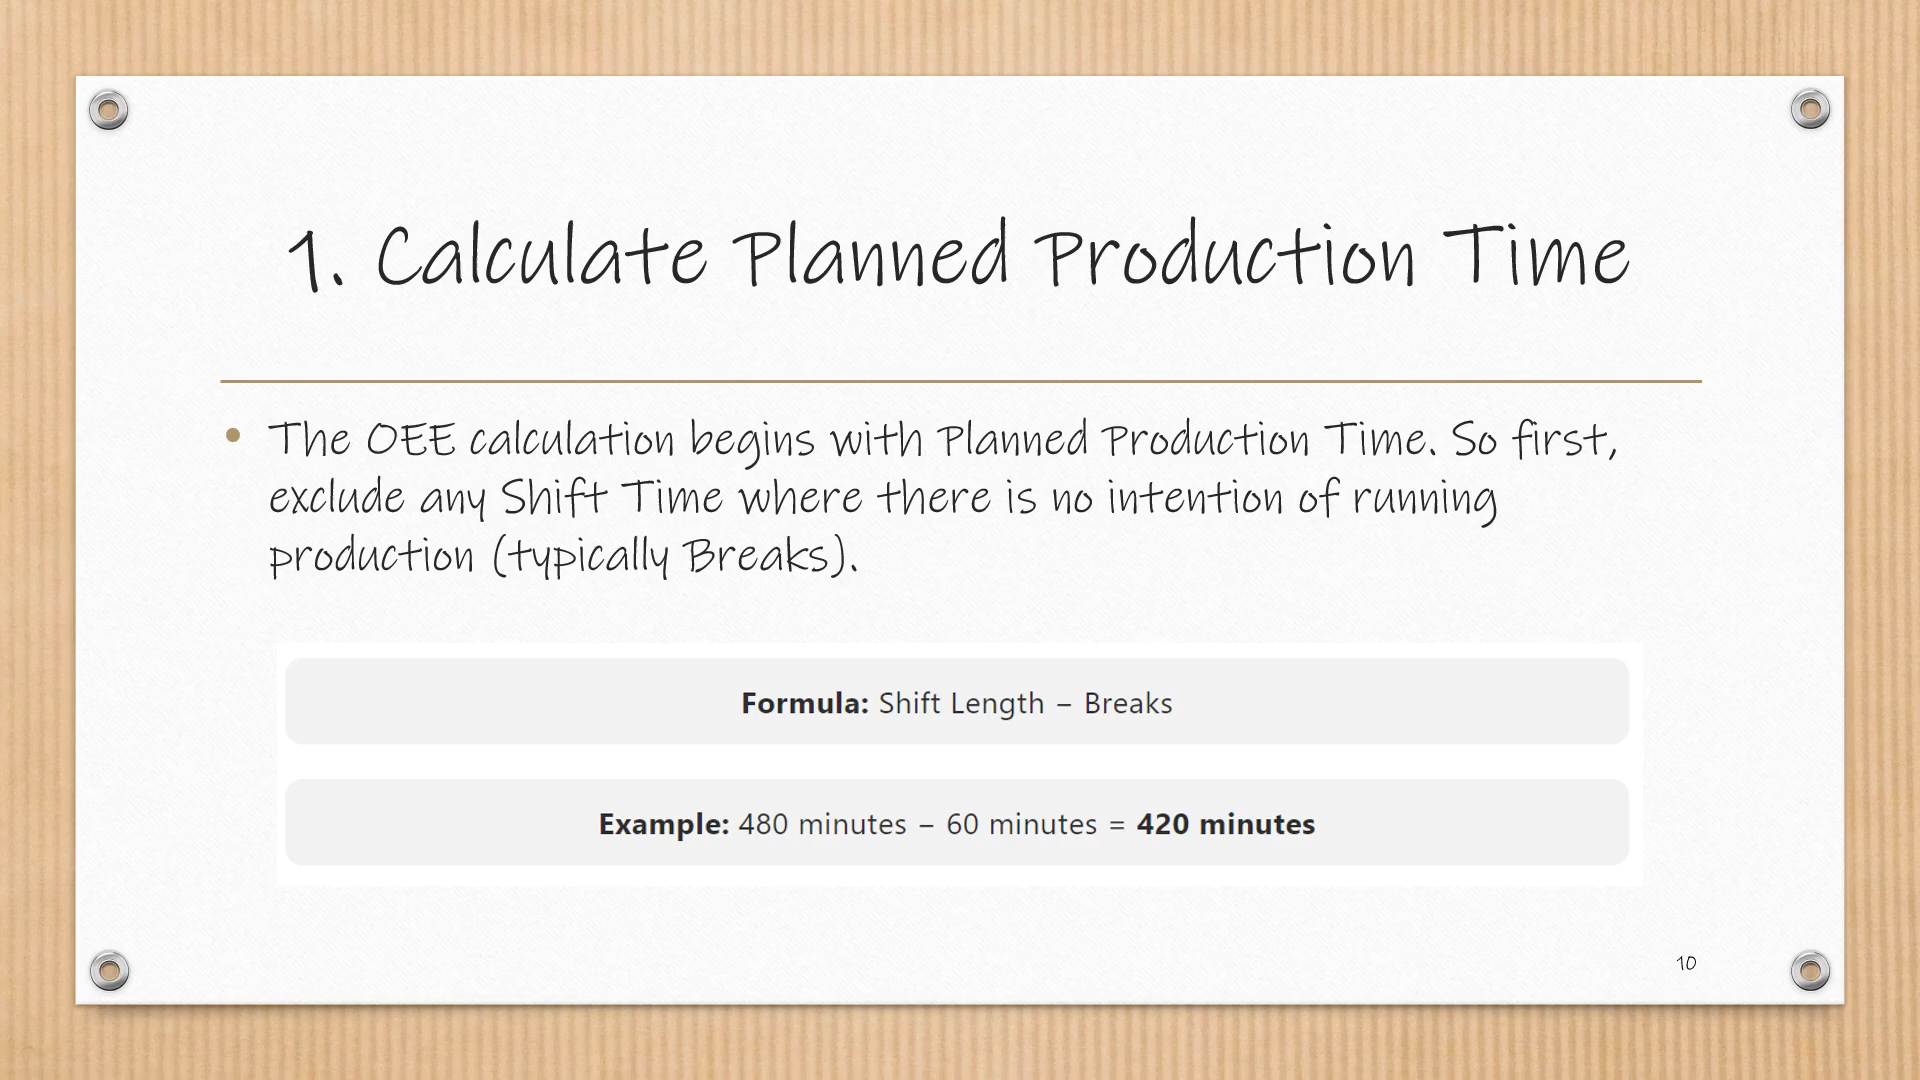 1. Calculate Planned Production Time
• The OEE calculation begins with Planned Production Time. So first,
exclude any Shift Time where there is no intention of running
production (typically Breaks).
Formula: Shift Length – Breaks
Example: 480 minutes – 60 minutes = 420 minutes
10